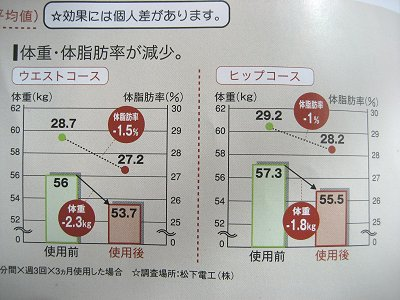 平均値)
☆効果には個人差があります。
体重・体脂肪率が減少。
ウエストコース
ヒップコース
体重(kg) 体脂肪率(%)
体重(kg) 体脂肪率(%)
62 30
60 29
58 28
56 27
54 26
52 25
0 0
28.7
体脂肪率
-1.5%
27.2
56
体重
-2.3kg
53.7
使用前 使用後
62 30
60 29
58 28
56 27
54 26
52 25
0 0
29.2
体脂肪率
-1%
28.2
57.3
体重
-1.8kg
55.5
使用前 使用後
分間×週3回×3ヵ月使用した場合 ☆調査場所:松下電工(株)